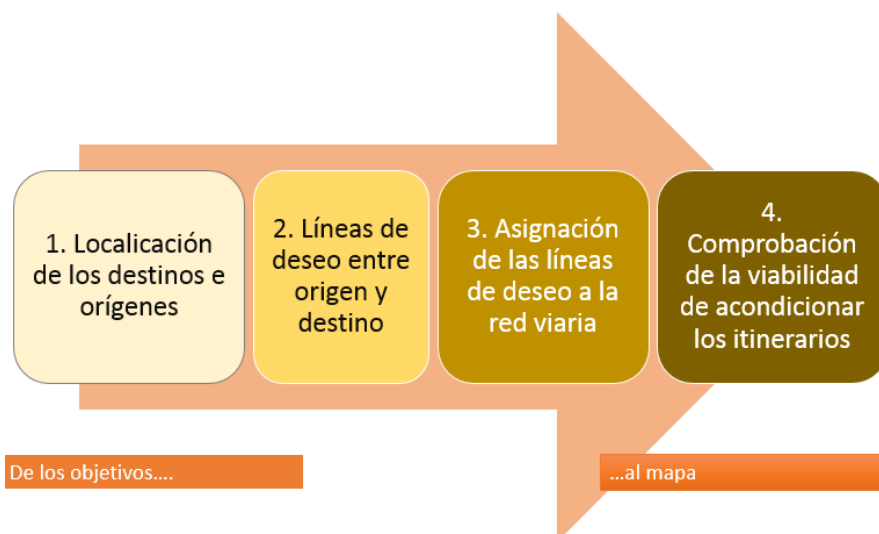 1. Localicación
de los destinos e
orígenes
2. Líneas de
deseo entre
origen y
destino
3. Asignación
de las líneas
de deseo a la
red viaria
4.
Comprobación
de la viabilidad
de acondicionar
los itinerarios
De los objetivos....
...al mapa